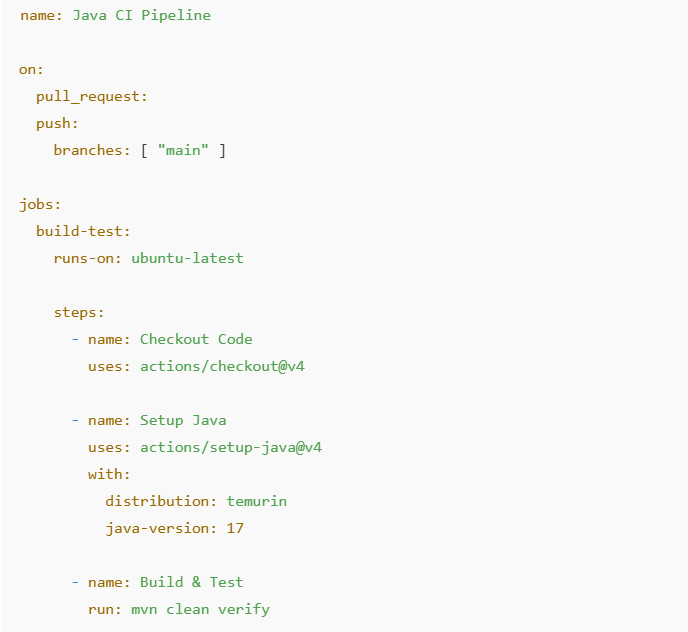 name: Java CI Pipeline

on:
  pull_request:
  push:
    branches: [ "main" ]

jobs:
  build-test:
    runs-on: ubuntu-latest

    steps:
      - name: Checkout Code
        uses: actions/checkout@v4

      - name: Setup Java
        uses: actions/setup-java@v4
        with:
          distribution: temurin
          java-version: 17

      - name: Build & Test
        run: mvn clean verify